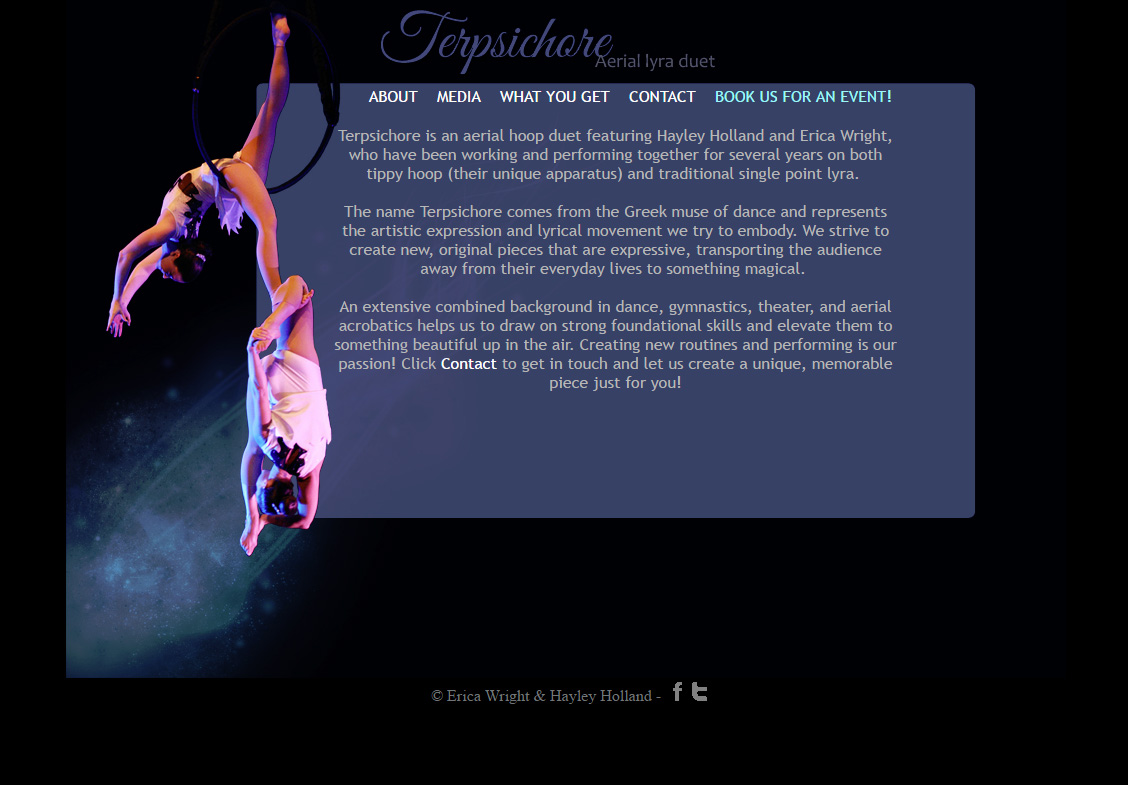 Terpsichore
Aerial lyra duet
ABOUT MEDIA WHAT YOU GET CONTACT BOOK US FOR AN EVENT!
Terpsichore is an aerial hoop duet featuring Hayley Holland and Erica Wright,
who have been working and performing together for several years on both
tippy hoop (their unique apparatus) and traditional single point lyra.
The name Terpsichore comes from the Greek muse of dance and represents
the artistic expression and lyrical movement we try to embody. We strive to
create new, original pieces that are expressive, transporting the audience
away from their everyday lives to something magical.
An extensive combined background in dance, gymnastics, theater, and aerial
acrobatics helps us to draw on strong foundational skills and elevate them to
something beautiful up in the air. Creating new routines and performing is our
passion! Click Contact to get in touch and let us create a unique, memorable
piece just for you!
© Erica Wright & Hayley Holland - f t